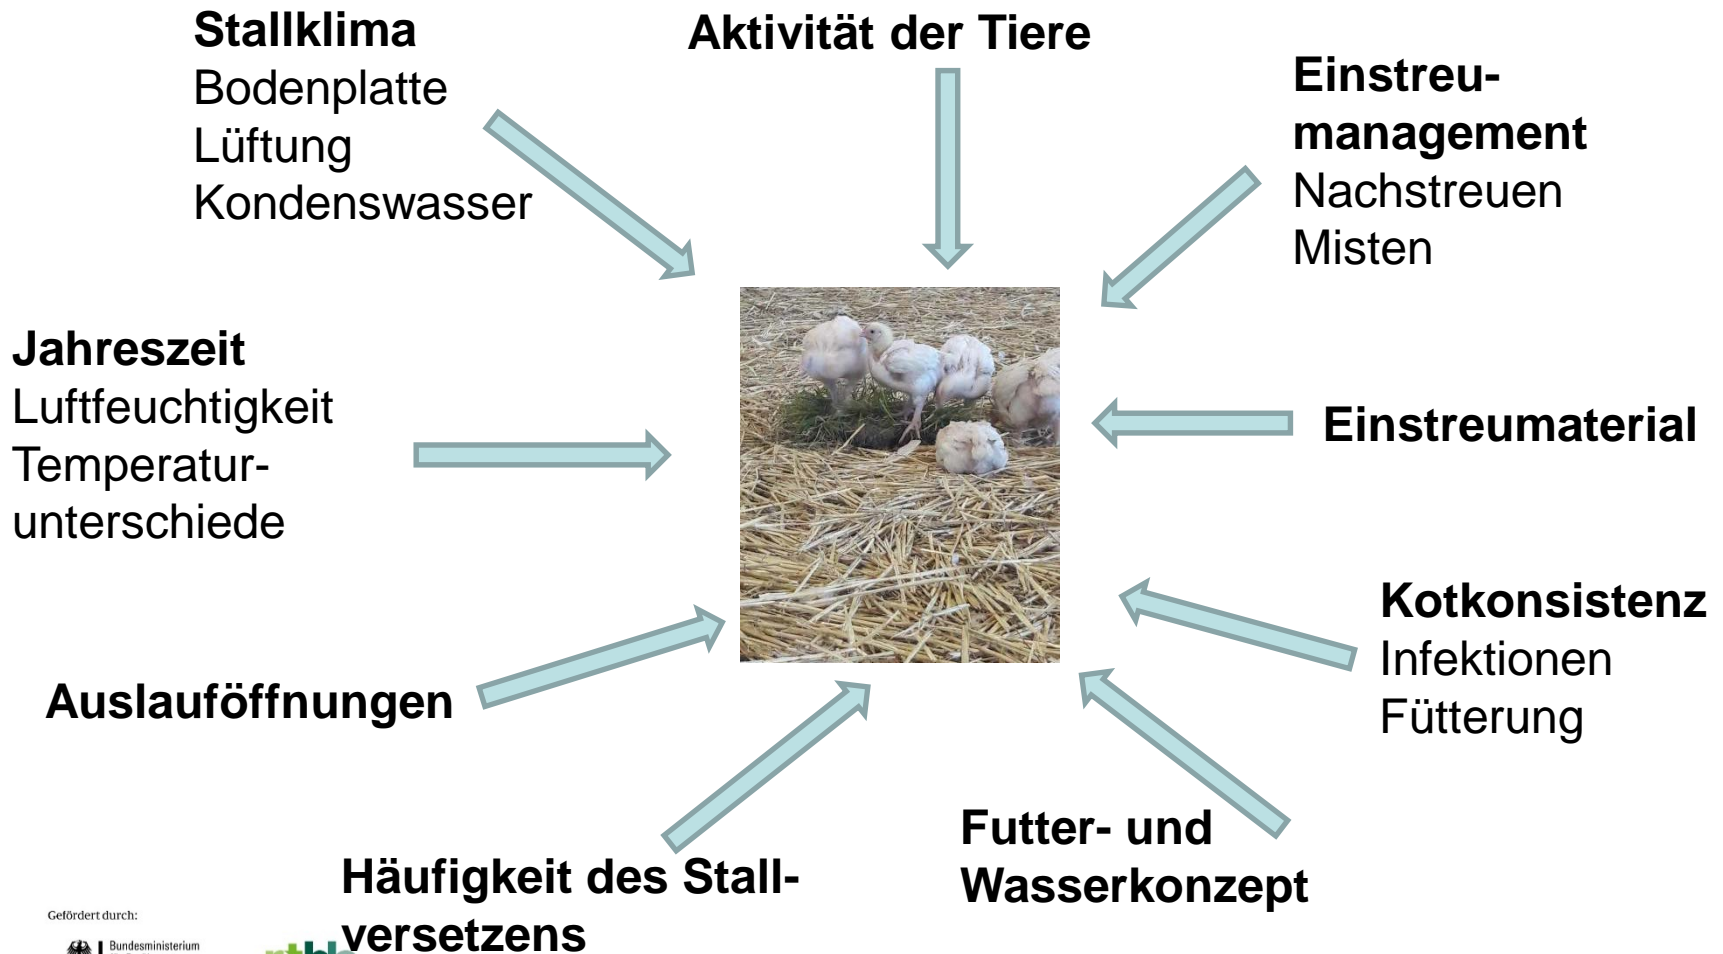 Stallklima
Bodenplatte
Lüftung
Kondenswasser
Aktivität der Tiere
Einstreu-
management
Nachstreuen
Misten
Jahreszeit
Luftfeuchtigkeit
Temperatur-
unterschiede
Einstreumaterial
Kotkonsistenz
Infektionen
Fütterung
Auslauföffnungen
Häufigkeit des Stall-
versetzens
Futter- und
Wasserkonzept
Gefördert durch:
Bundesministerium